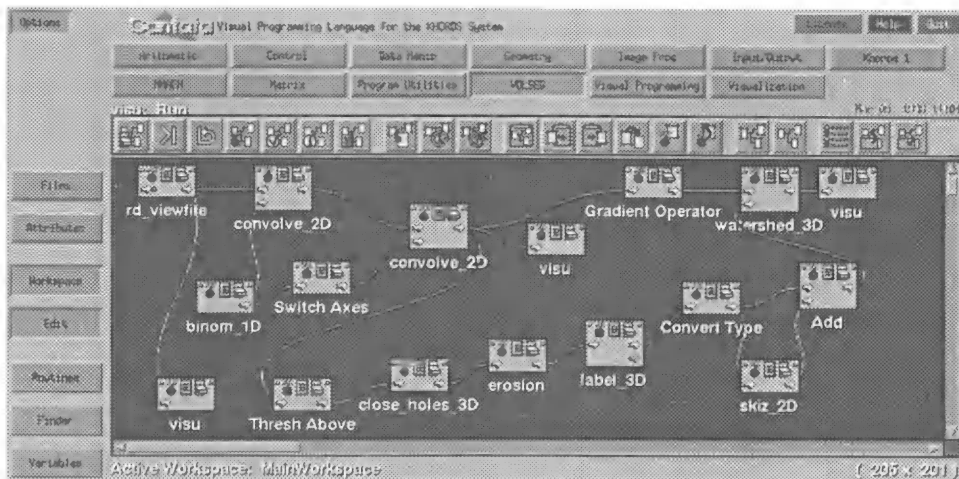 Options
Cantata Visual Programming Language for the KHOROS System
Help Quit
Arithmetic Control Data Manip Geometry Image Proc Input/Output Khoros 1
Matrix Program Utilities VOLSEG Visual Programming Visualization
Files
Attributes
Workspace
Edit
Routines
Finder
Variables
rd_viewfile
convolve_2D
Gradient Operator
watershed_3D
visu
convolve_2D
visu
binom_1D
Switch Axes
Convert Type
Add
visu
Thresh Above
close_holes_3D
erosion
label_3D
skiz_2D
Active Workspace: MainWorkspace
( 205 x 201 )